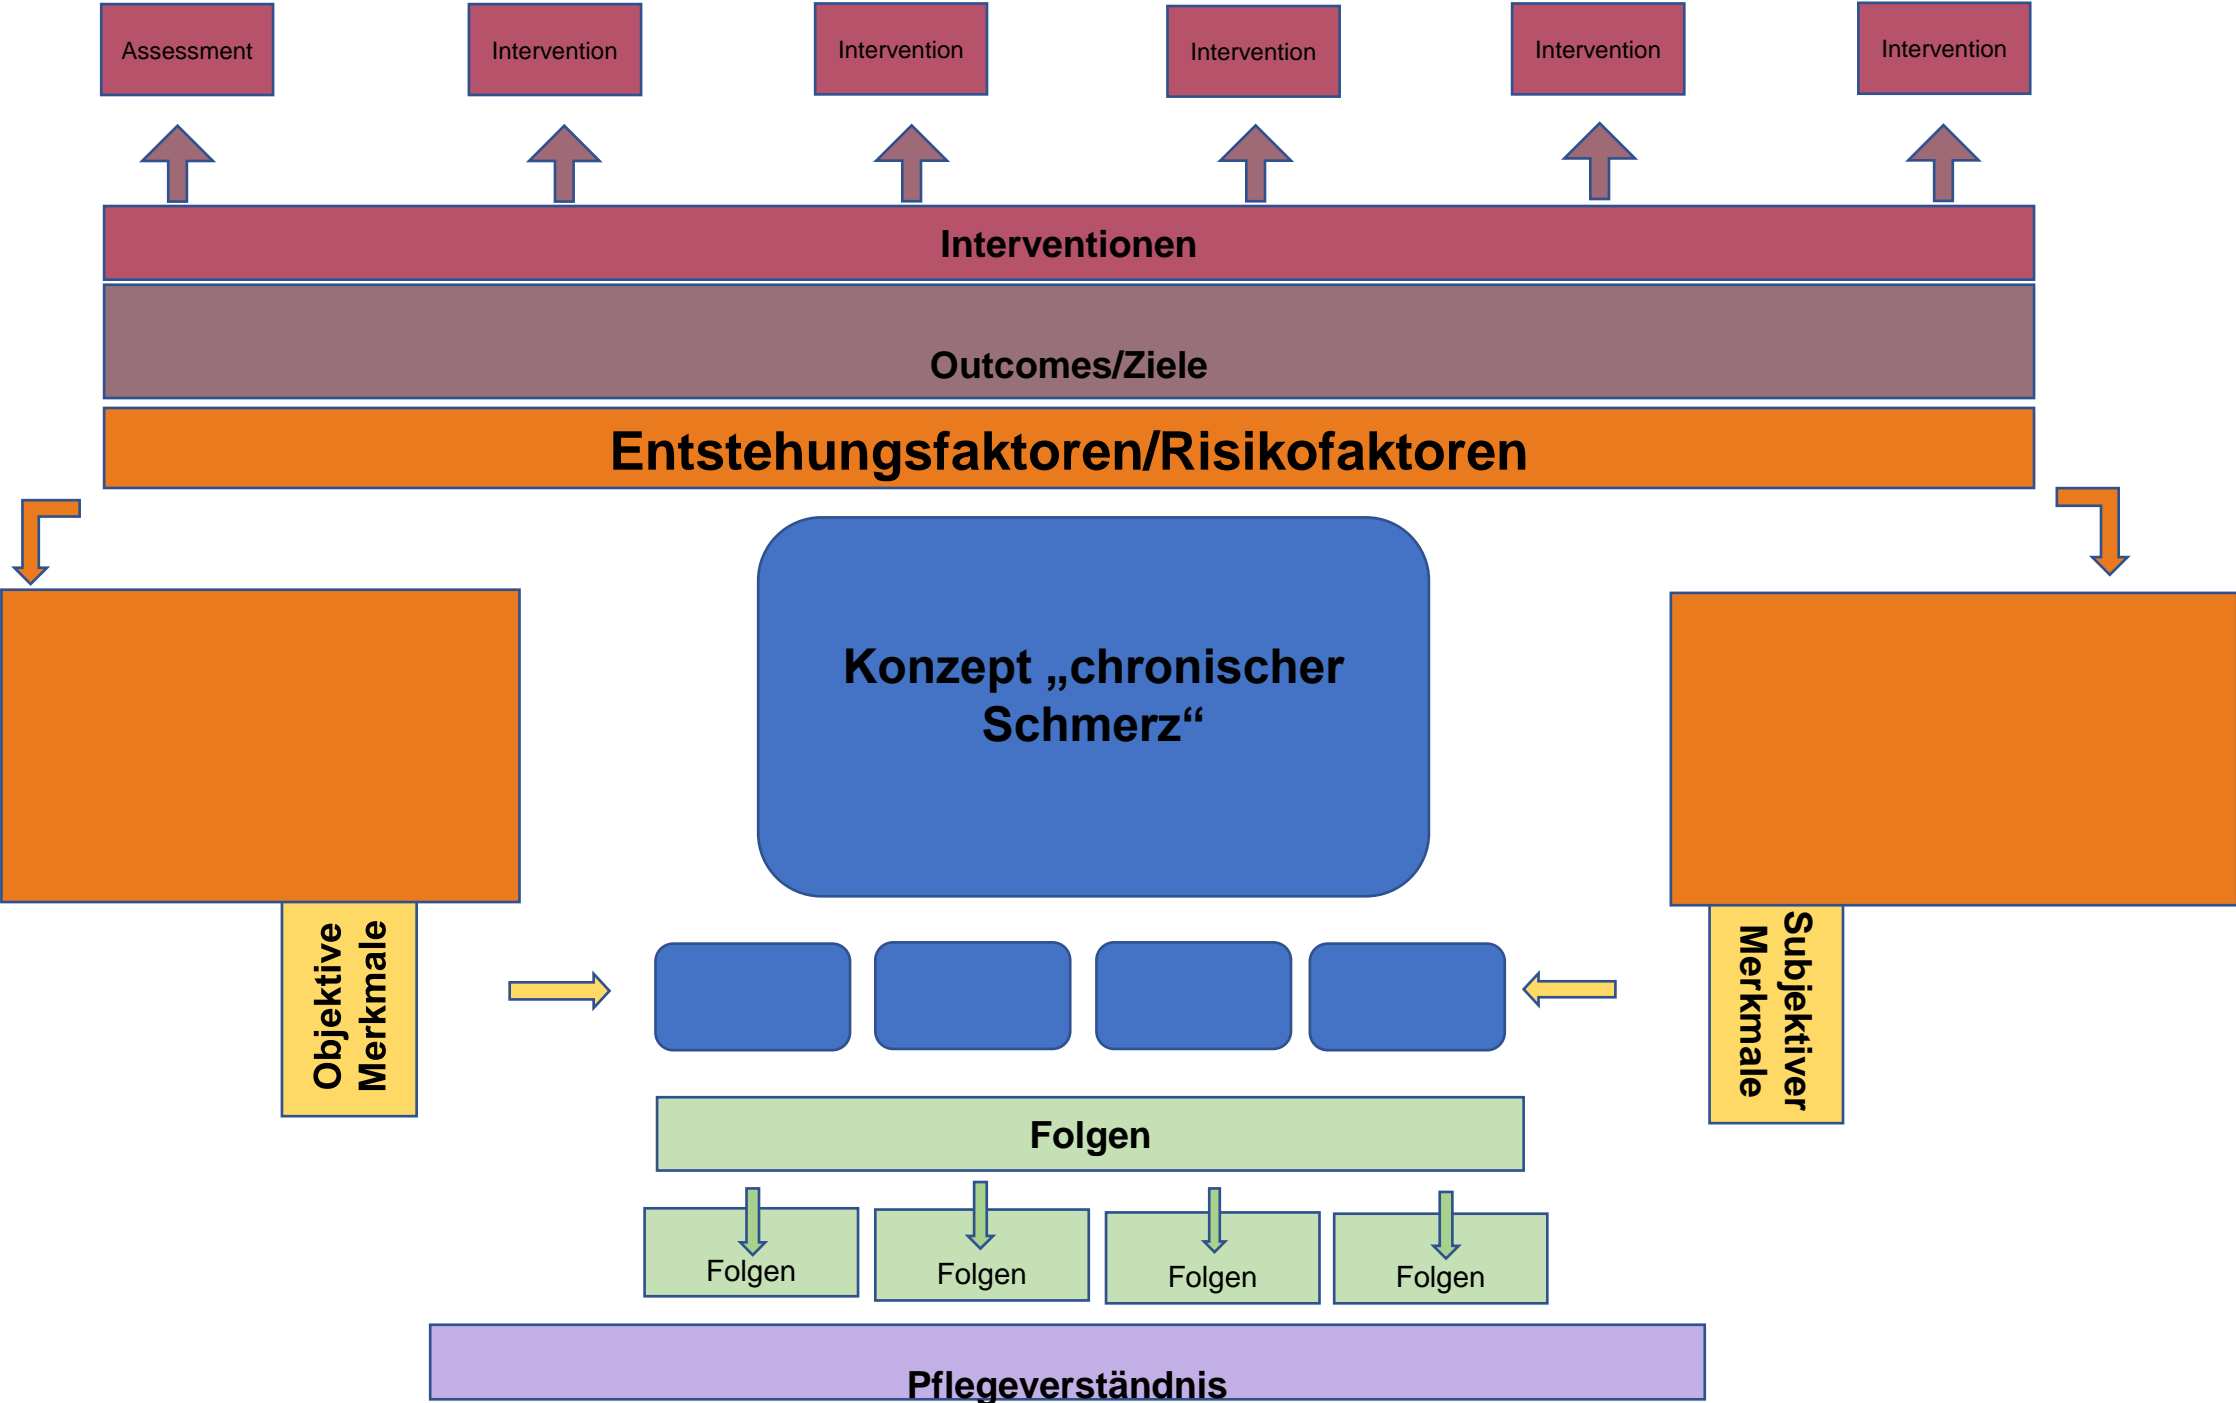 Assessment
Intervention
Intervention
Intervention
Intervention
Intervention
Interventionen
Outcomes/Ziele
Entstehungsfaktoren/Risikofaktoren
Konzept „chronischer
Schmerz“
Objektive
Merkmale
Subjektiver
Merkmale
Folgen
Folgen
Folgen
Folgen
Folgen
Pflegeverständnis